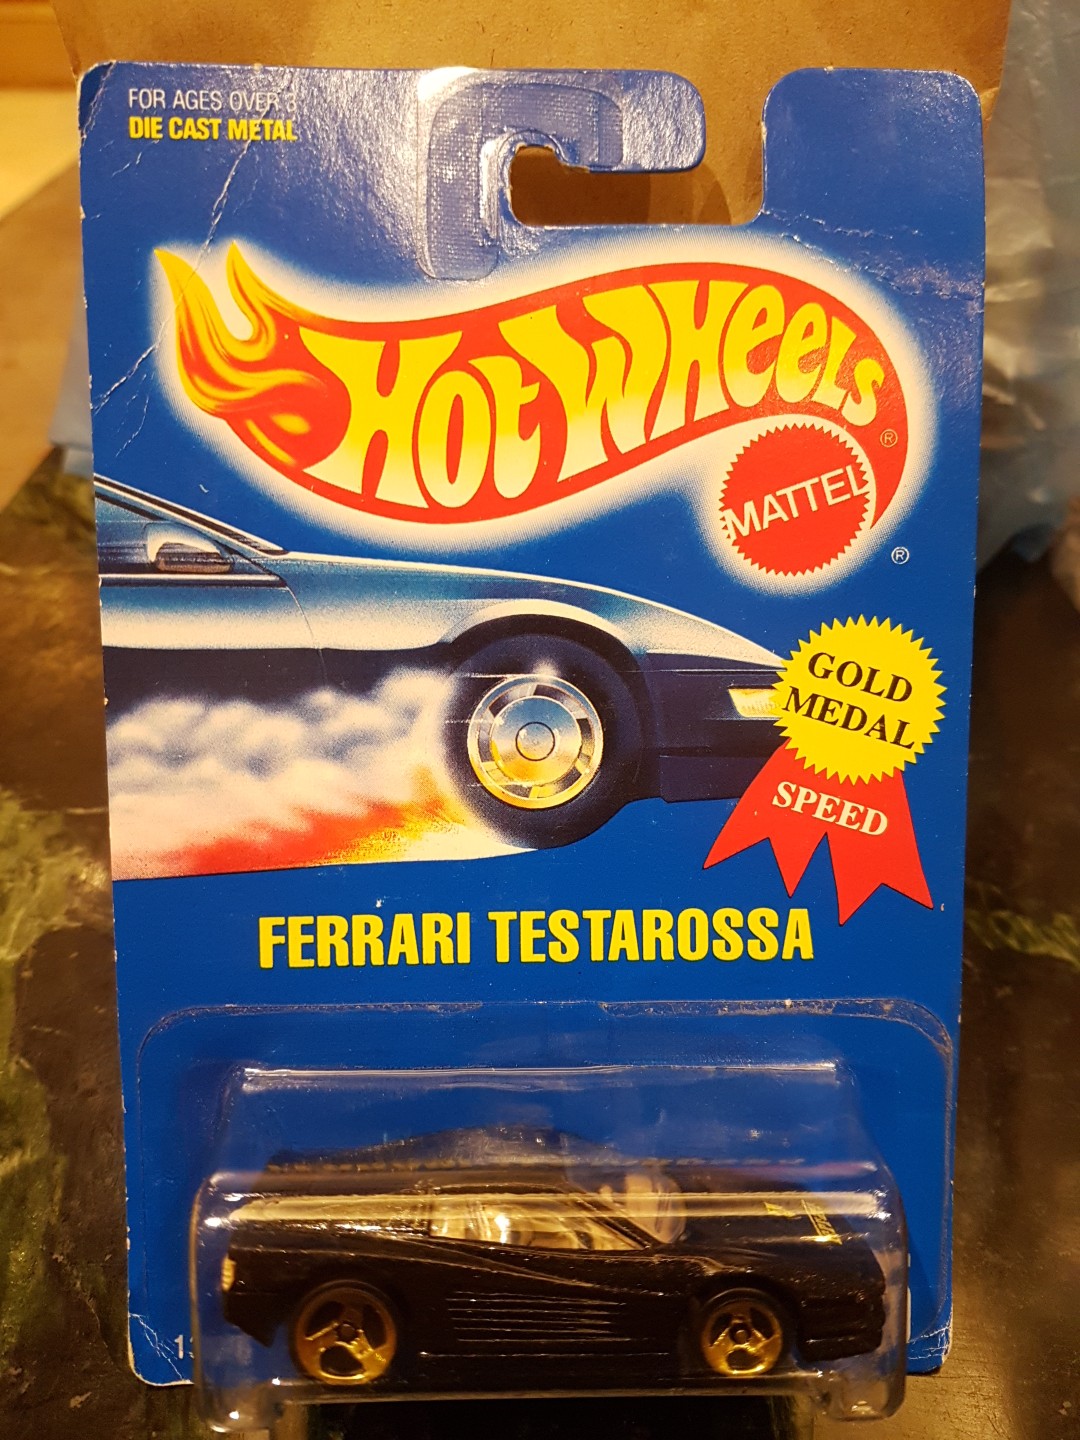 FOR AGES OVER 3
DIE CAST METAL
HOT WHEELS ®
MATTEL
®
GOLD
MEDAL
SPEED
FERRARI TESTAROSSA